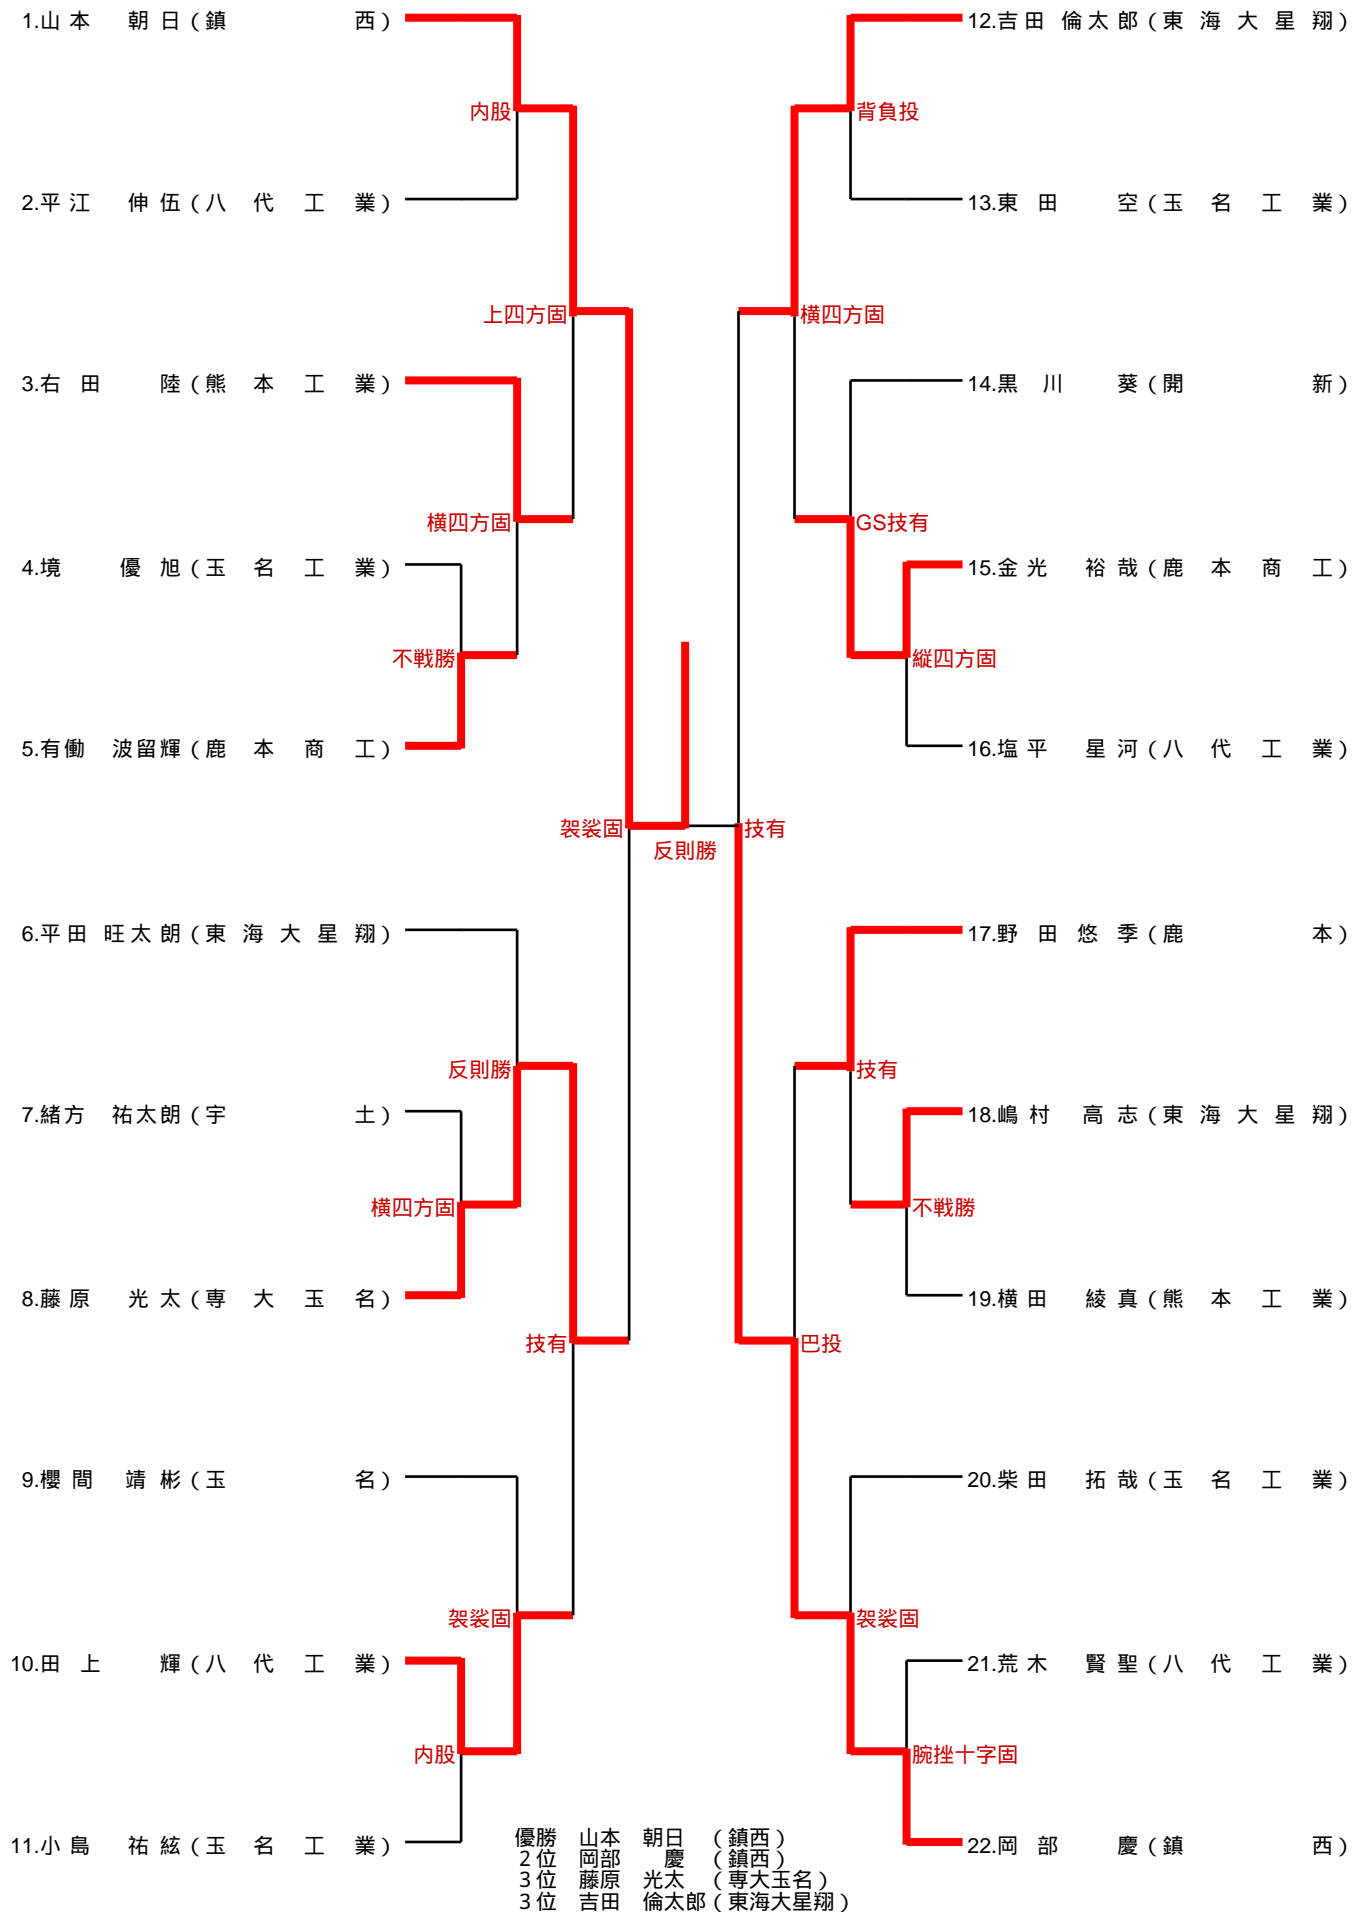 1.山本 朝日(鎮西)
内股
2.平江 伸伍(八代工業)
上四方固
3.右田 陸(熊本工業)
横四方固
4.境 優旭(玉名工業)
不戦勝
5.有働 波留輝(鹿本商工)
袈裟固
反則勝
6.平田 旺太朗(東海大星翔)
反則勝
7.緒方 祐太朗(宇土)
横四方固
8.藤原 光太(専大玉名)
技有
9.櫻間 靖彬(玉名)
袈裟固
10.田上 輝(八代工業)
内股
11.小島 祐絃(玉名工業)
12.吉田 倫太郎(東海大星翔)
背負投
13.東田 空(玉名工業)
横四方固
14.黒川 葵(開新)
GS技有
15.金光 裕哉(鹿本商工)
縦四方固
16.塩平 星河(八代工業)
技有
17.野田 悠季(鹿本)
技有
18.嶋村 高志(東海大星翔)
不戦勝
19.横田 綾真(熊本工業)
巴投
20.柴田 拓哉(玉名工業)
袈裟固
21.荒木 賢聖(八代工業)
腕挫十字固
22.岡部 慶(鎮西)
優勝 山本 朝日 (鎮西)
2位 岡部 慶 (鎮西)
3位 藤原 光太 (専大玉名)
3位 吉田 倫太郎(東海大星翔)